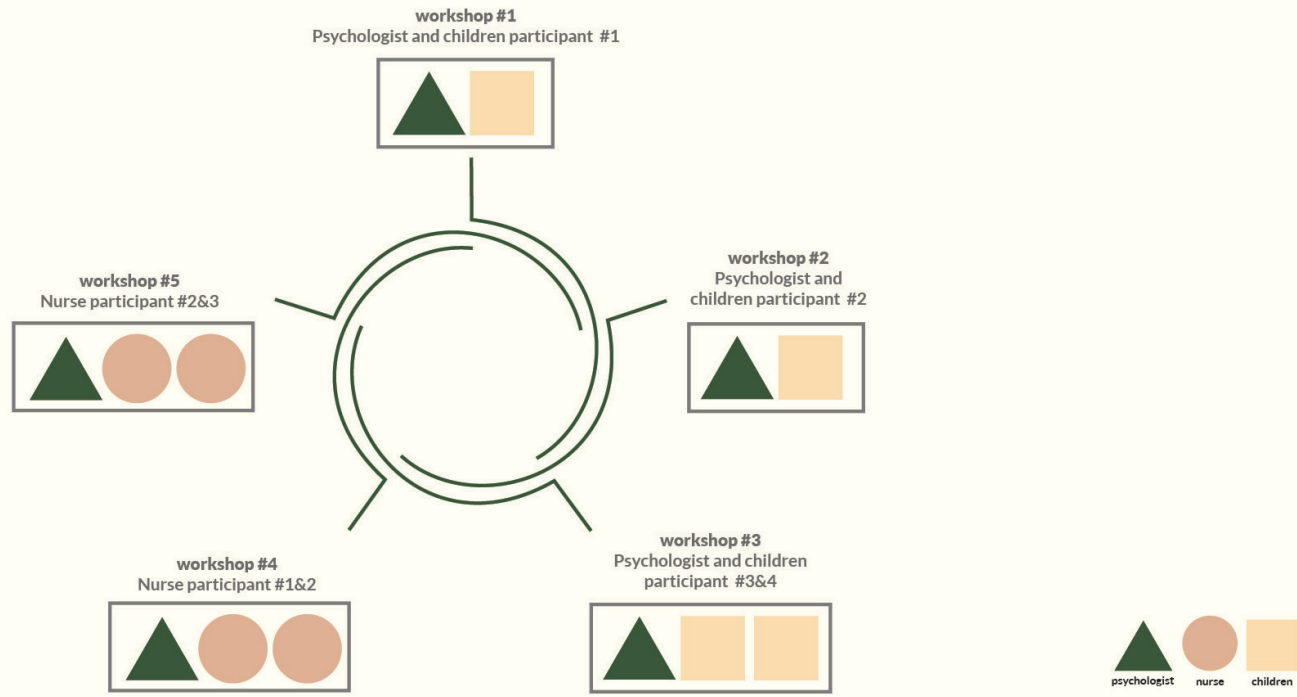 workshop #1
Psychologist and children participant #1
workshop #2
Psychologist and
children participant #2
workshop #3
Psychologist and children
participant #3&4
workshop #4
Nurse participant #1&2
workshop #5
Nurse participant #2&3
psychologist nurse children